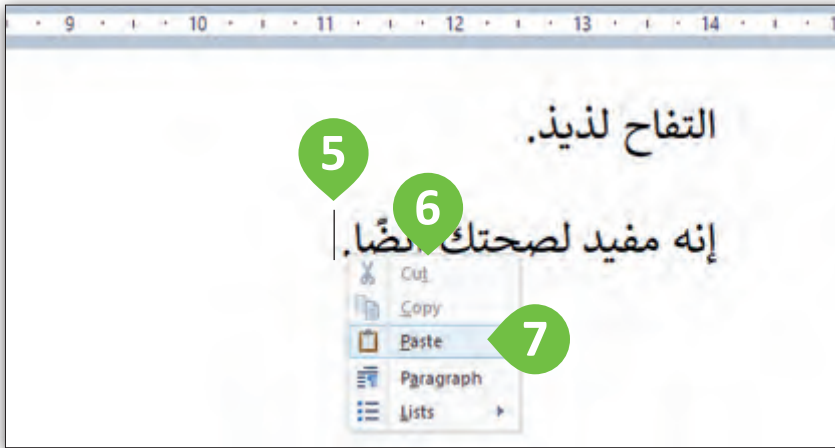 9 10 11 12 13 14
التفاح لذيذ.
5
6
إنه مفيد لصحتك أيضًا.
Cut
Copy
Paste
7
Paragraph
Lists